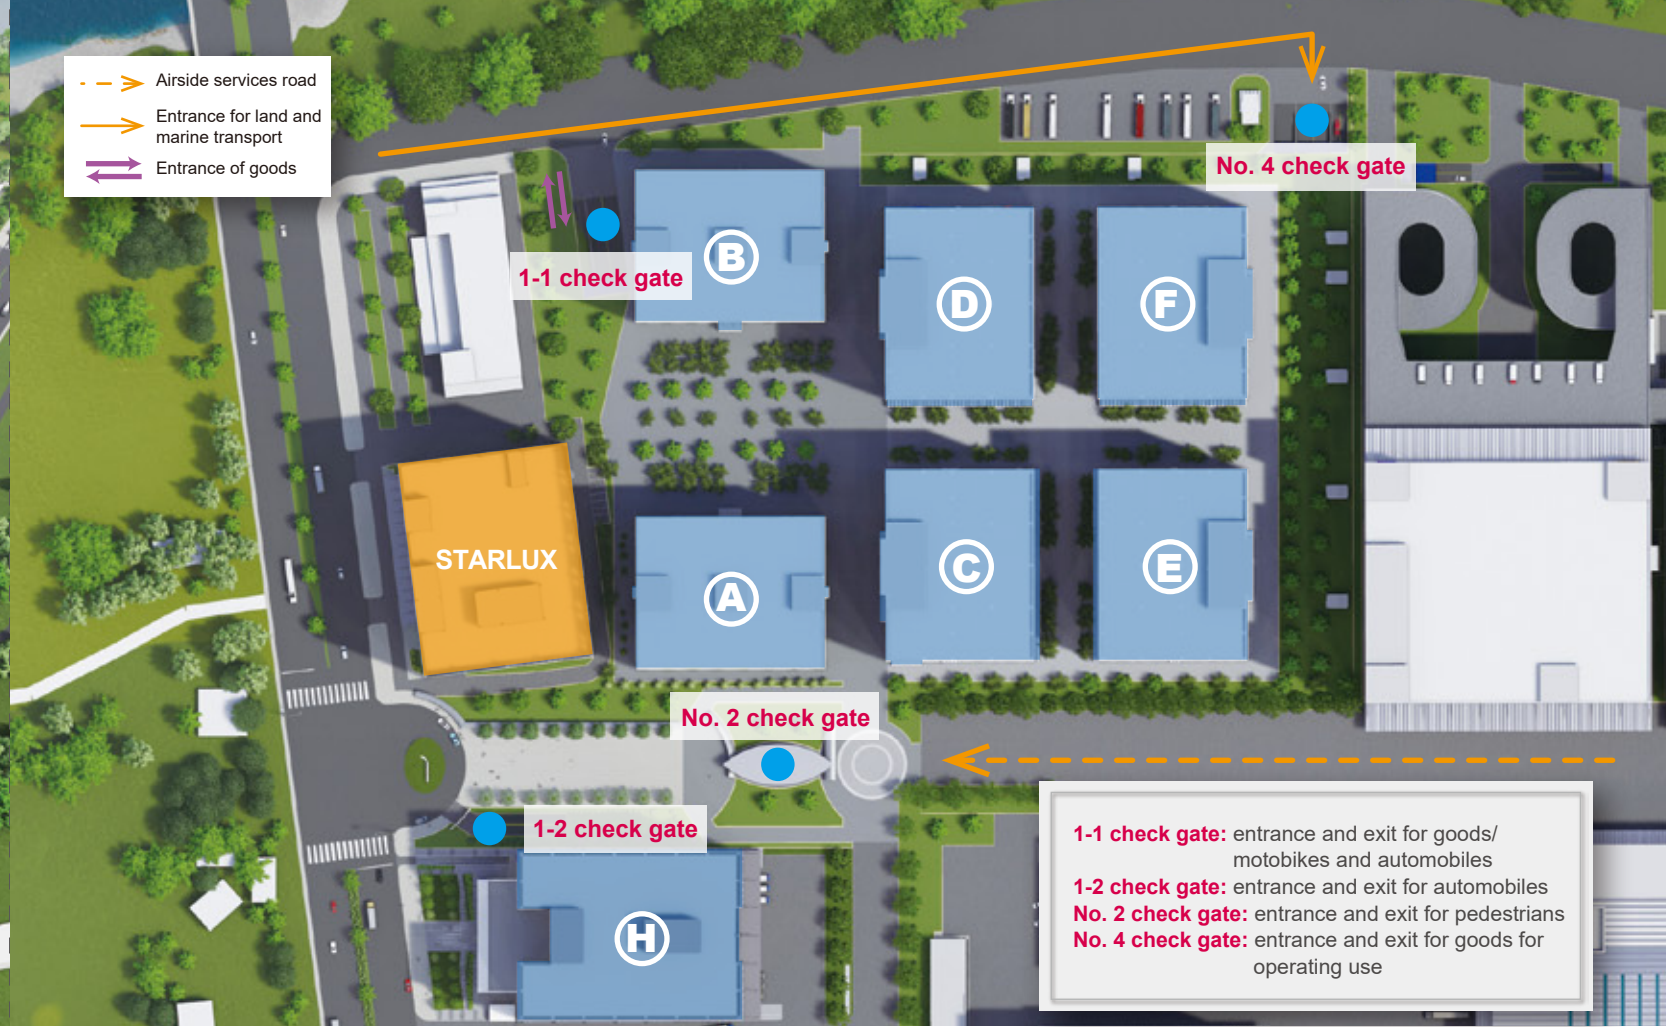 Airside services road
Entrance for land and
marine transport
Entrance of goods
No. 4 check gate
1-1 check gate
B
D
F
STARLUX
A
C
E
No. 2 check gate
1-2 check gate
H
1-1 check gate: entrance and exit for goods/
motobikes and automobiles
1-2 check gate: entrance and exit for automobiles
No. 2 check gate: entrance and exit for pedestrians
No. 4 check gate: entrance and exit for goods for
operating use